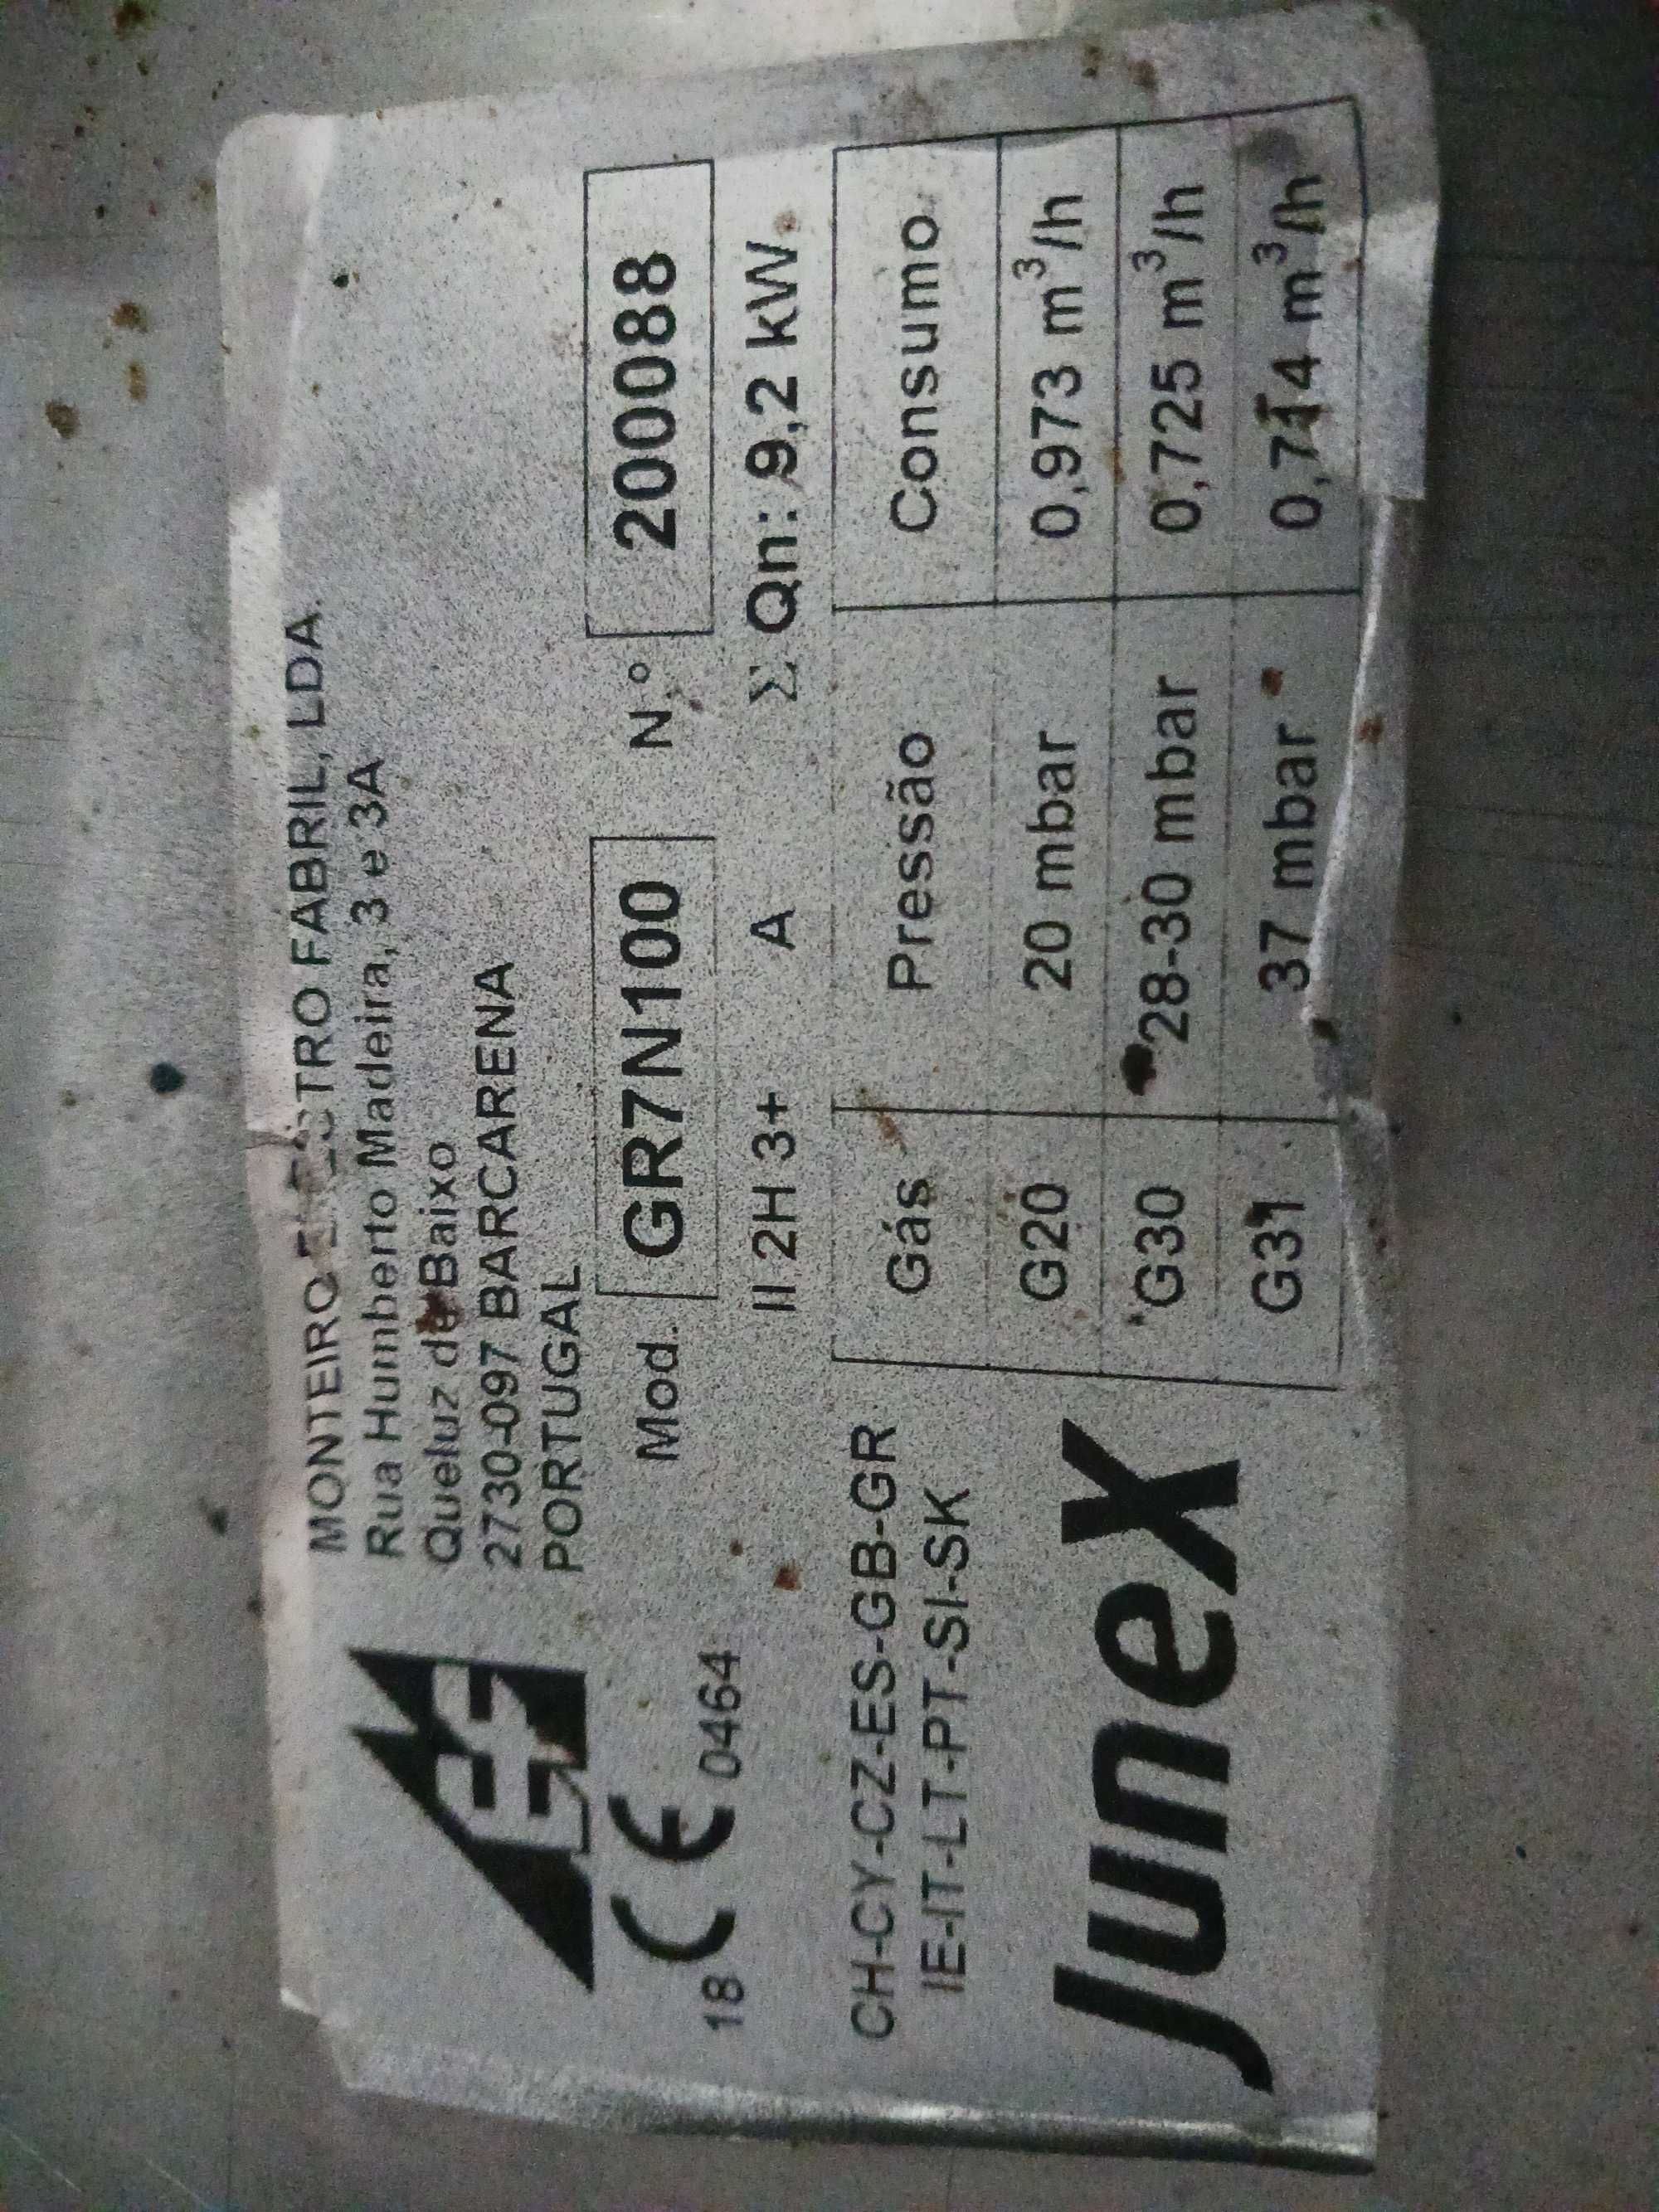 MONTEIRO ELECTRO FABRIL, LDA.
Rua Humberto Madeira, 3 e 3A
Queluz de Baixo
2730-097 BARCARENA
PORTUGAL
18 CE 0464
Mod. GR7N100 N.º 200088
II 2H 3+ A Σ Qn: 9,2 kW
CH-CY-CZ-ES-GB-GR
IE-IT-LT-PT-SI-SK
Junex
Gás Pressão Consumo
G20 20 mbar 0,973 m³/h
G30 28-30 mbar 0,725 m³/h
G31 37 mbar 0,714 m³/h